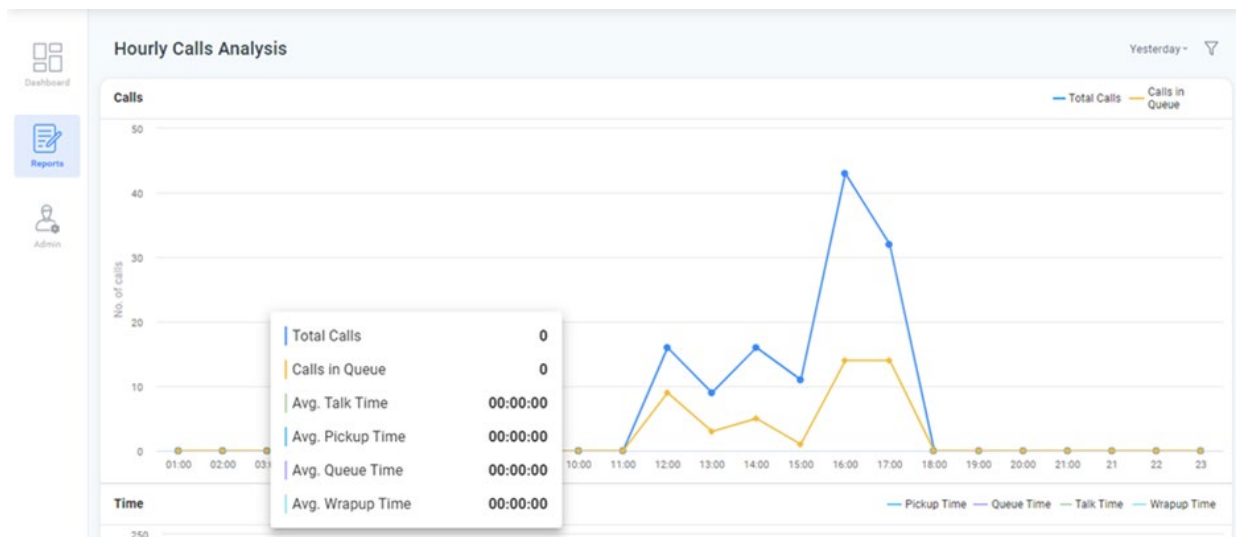 Hourly Calls Analysis
Yesterday
Dashboard
Calls
Total Calls
Calls in
Queue
50
Reports
40
Admin
30
No. of calls
20
10
0
Total Calls 0
Calls in Queue 0
Avg. Talk Time 00:00:00
Avg. Pickup Time 00:00:00
Avg. Queue Time 00:00:00
Avg. Wrapup Time 00:00:00
01:00 02:00 03: 10:00 11:00 12:00 13:00 14:00 15:00 16:00 17:00 18:00 19:00 20:00 21:00 21 22 23
Time
Pickup Time Queue Time Talk Time Wrapup Time
250